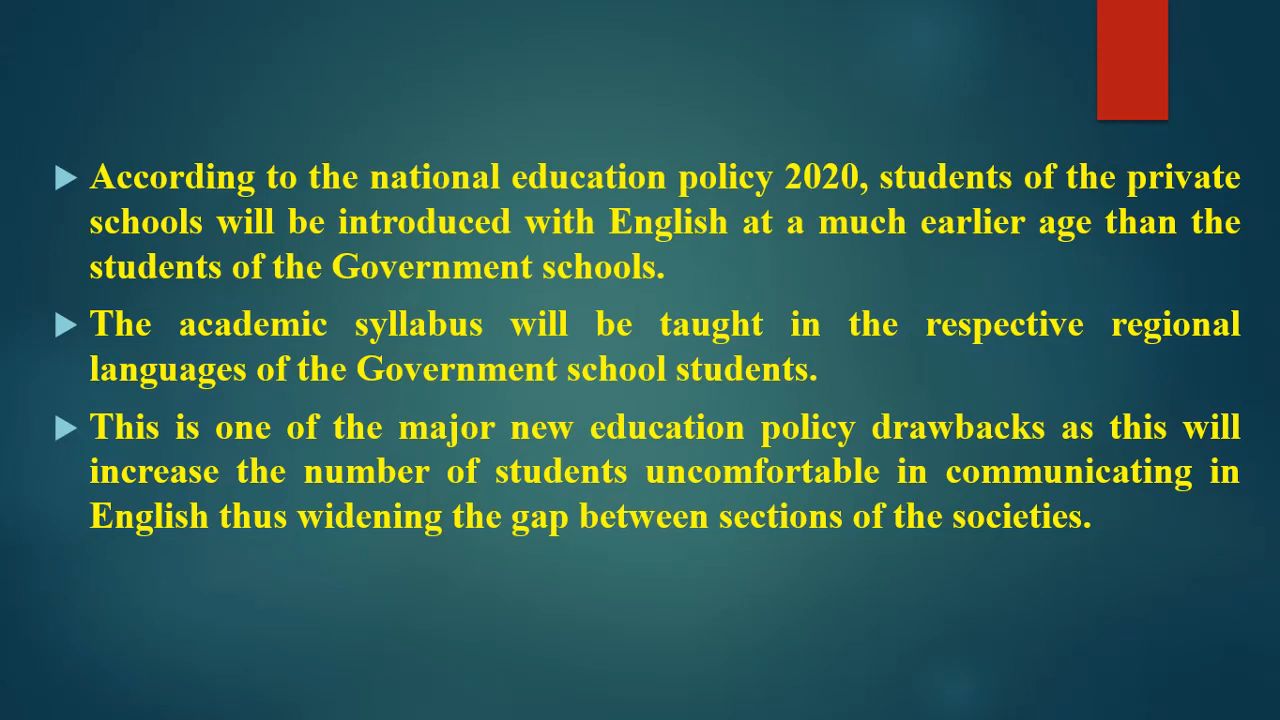 According to the national education policy 2020, students of the private
schools will be introduced with English at a much earlier age than the
students of the Government schools.
The academic syllabus will be taught in the respective regional
languages of the Government school students.
This is one of the major new education policy drawbacks as this will
increase the number of students uncomfortable in communicating in
English thus widening the gap between sections of the societies.